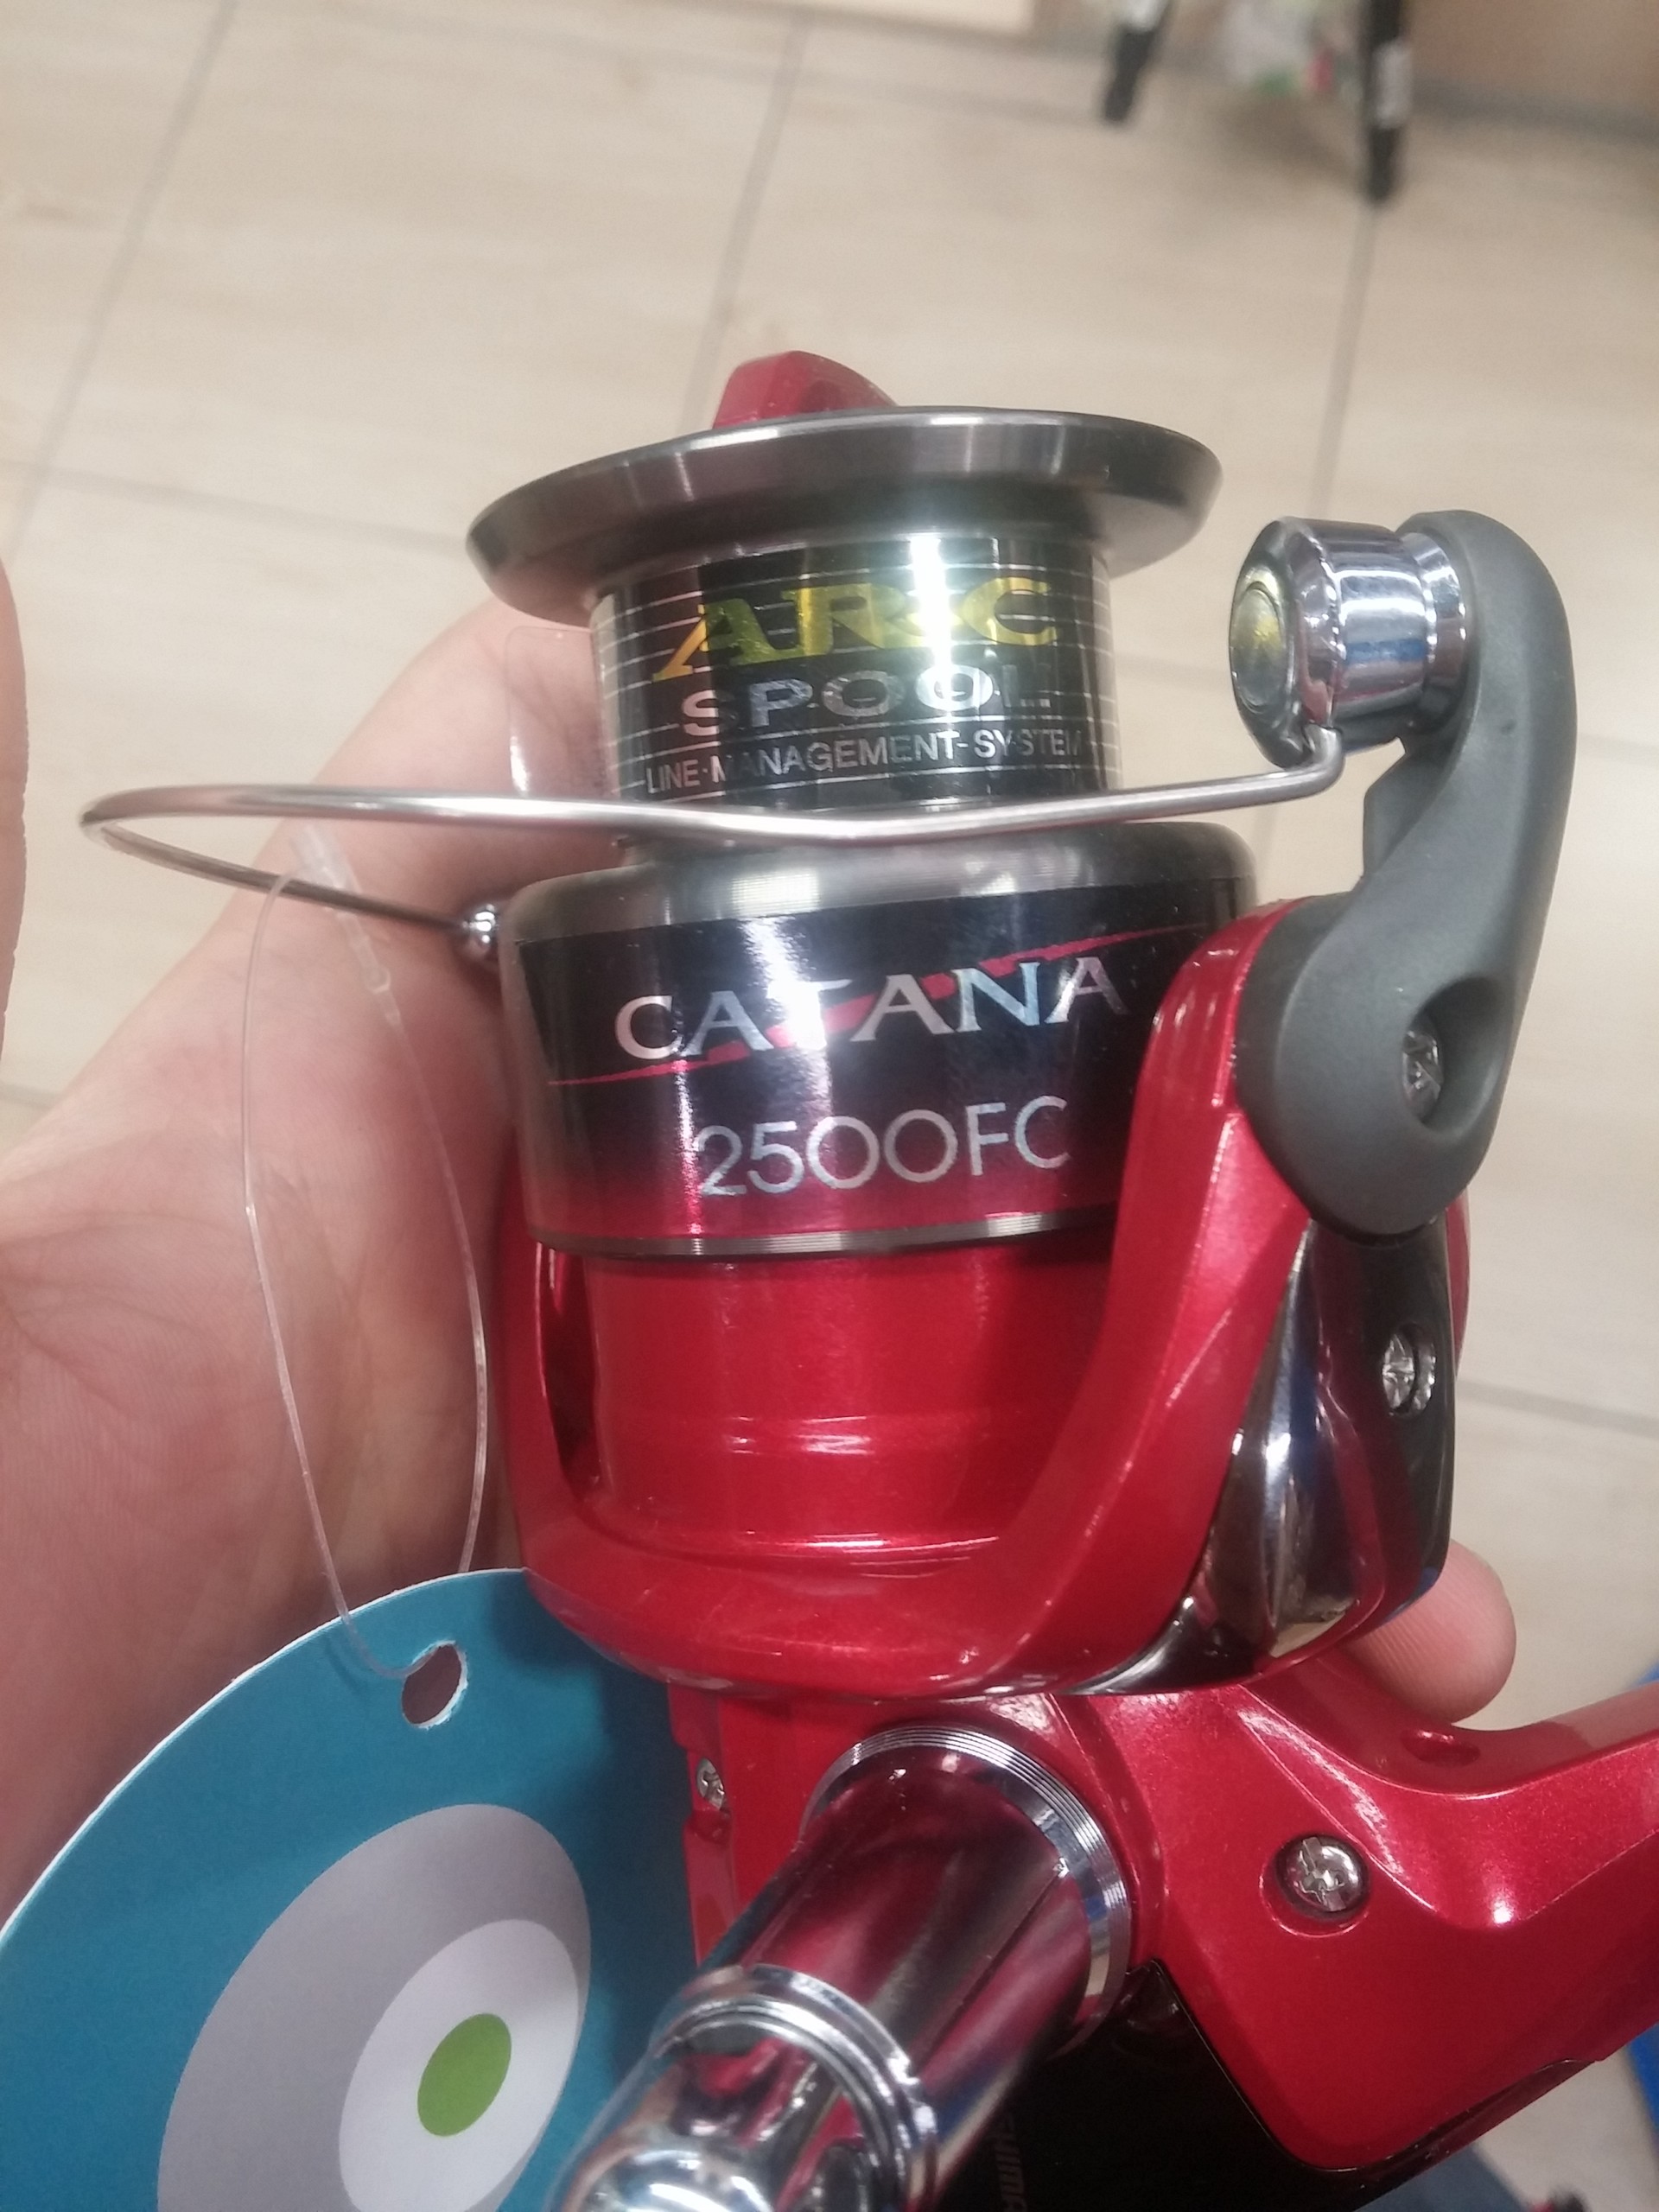 ARC
SPOOL
LINE·MANAGEMENT-SYSTEM
CATANA
2500FC